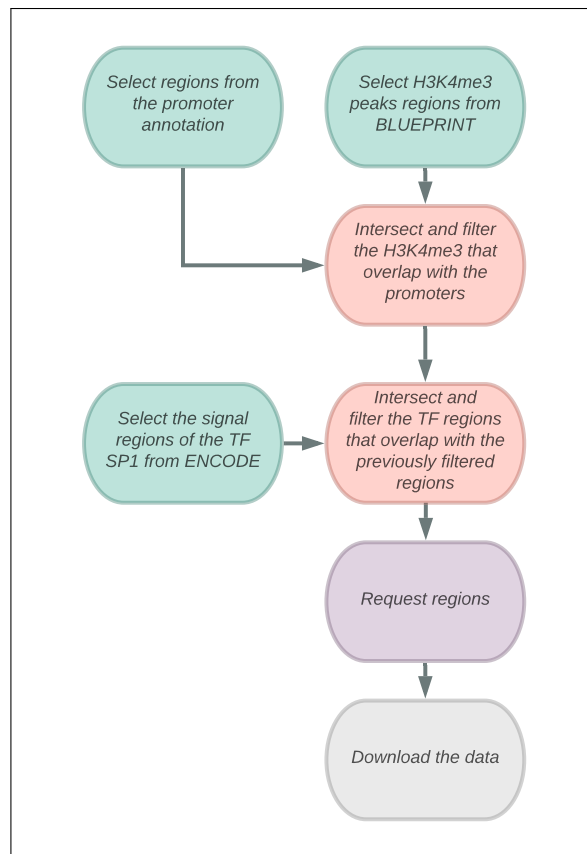 Select regions from
the promoter
annotation
Select H3K4me3
peaks regions from
BLUEPRINT
Intersect and filter
the H3K4me3 that
overlap with the
promoters
Select the signal
regions of the TF
SP1 from ENCODE
Intersect and
filter the TF regions
that overlap with the
previously filtered
regions
Request regions
Download the data